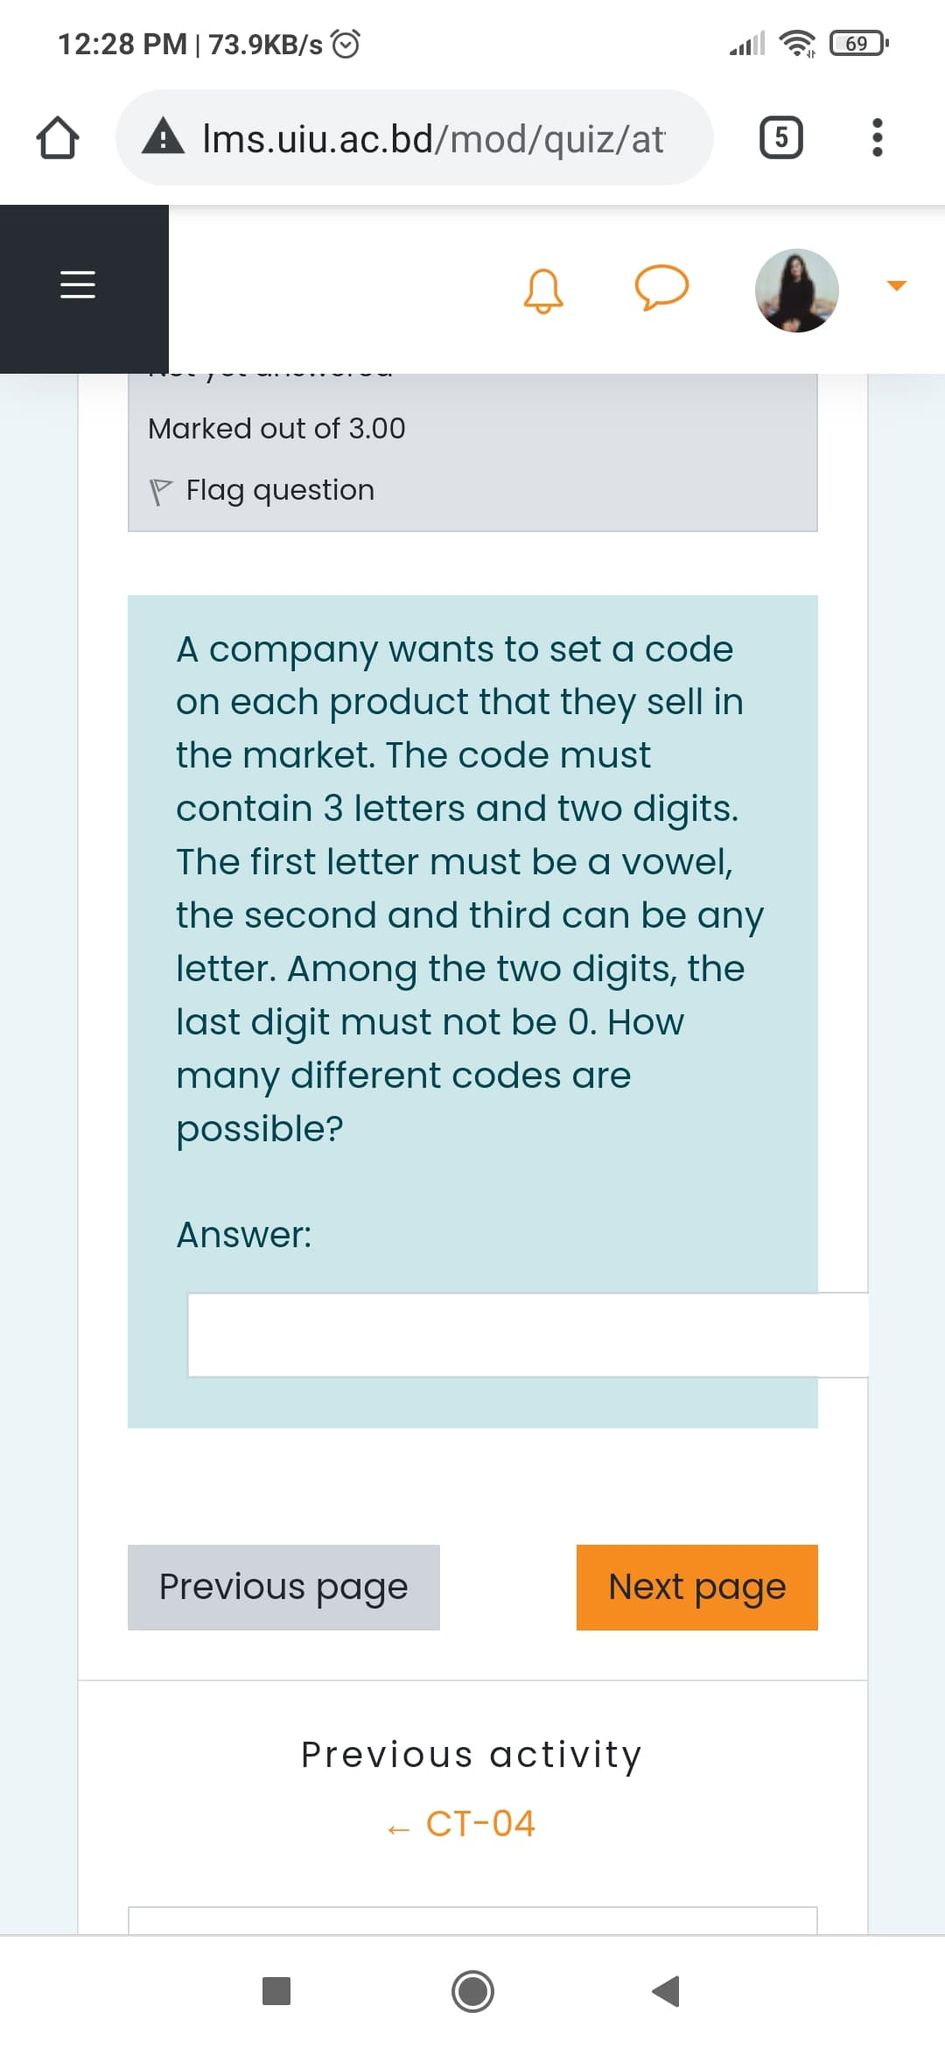 12:28 PM | 73.9KB/s
69
lms.uiu.ac.bd/mod/quiz/at
5
Marked out of 3.00
Flag question
A company wants to set a code
on each product that they sell in
the market. The code must
contain 3 letters and two digits.
The first letter must be a vowel,
the second and third can be any
letter. Among the two digits, the
last digit must not be 0. How
many different codes are
possible?
Answer:
Previous page
Next page
Previous activity
← CT-04